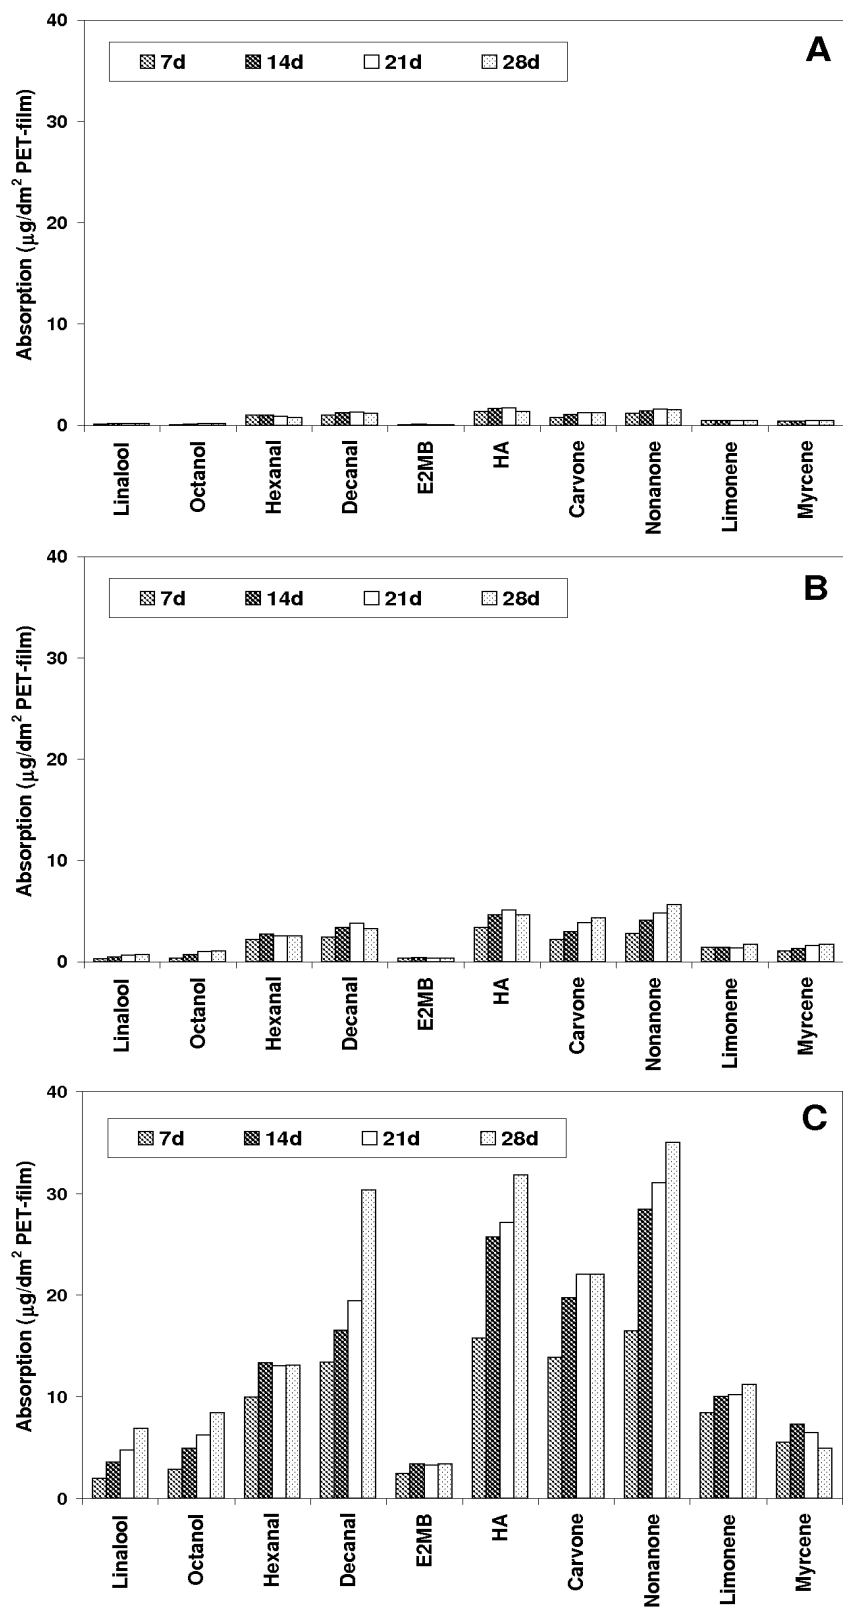 A
7d 14d 21d 28d
Absorption (µg/dm² PET-film)
40
30
20
10
0
Linalool Octanol Hexanal Decanal E2MB HA Carvone Nonanone Limonene Myrcene
B
7d 14d 21d 28d
Absorption (µg/dm² PET-film)
40
30
20
10
0
Linalool Octanol Hexanal Decanal E2MB HA Carvone Nonanone Limonene Myrcene
C
7d 14d 21d 28d
Absorption (µg/dm² PET-film)
40
30
20
10
0
Linalool Octanol Hexanal Decanal E2MB HA Carvone Nonanone Limonene Myrcene